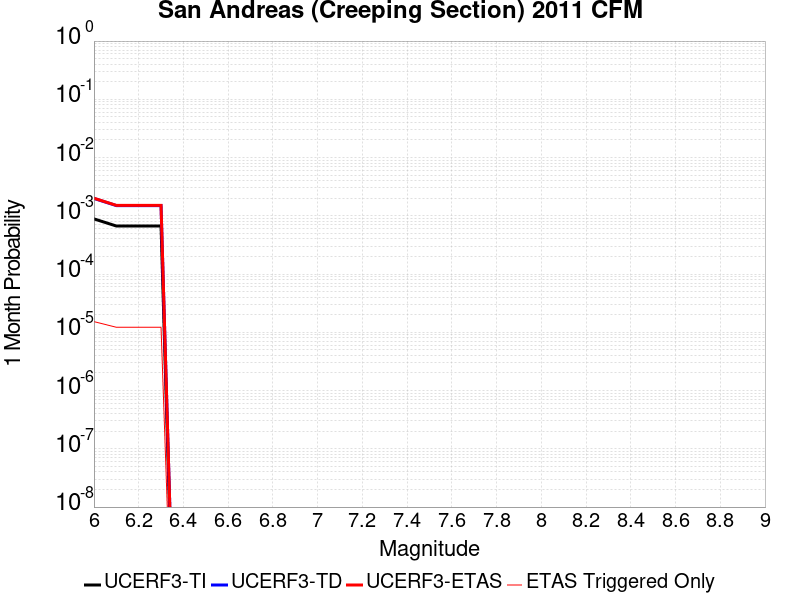 San Andreas (Creeping Section) 2011 CFM
1 Month Probability
10^0
10^-1
10^-2
10^-3
10^-4
10^-5
10^-6
10^-7
10^-8
6 6.2 6.4 6.6 6.8 7 7.2 7.4 7.6 7.8 8 8.2 8.4 8.6 8.8 9
Magnitude
UCERF3-TI UCERF3-TD UCERF3-ETAS ETAS Triggered Only